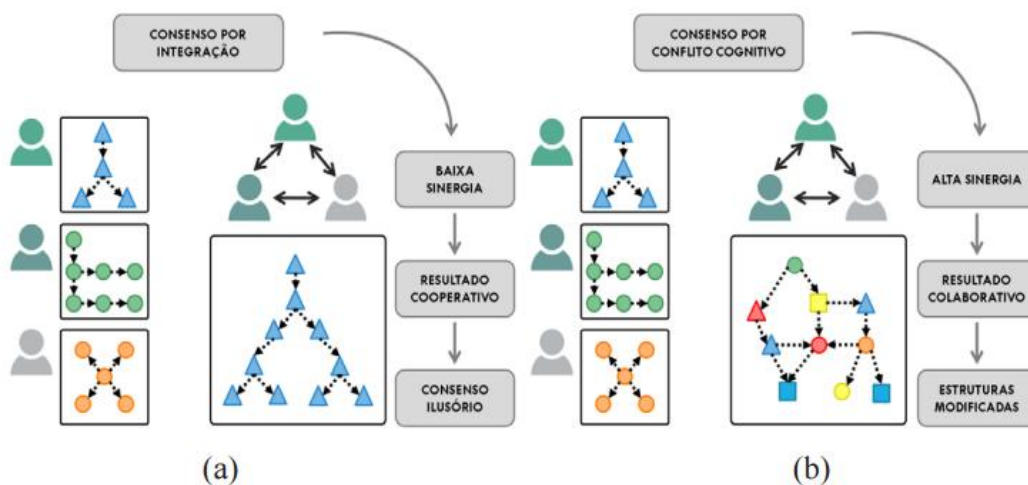 CONSENSO POR
INTEGRAÇÃO
BAIXA
SINERGIA
RESULTADO
COOPERATIVO
CONSENSO
ILUSÓRIO
(a)
CONSENSO POR
CONFLITO COGNITIVO
ALTA SINERGIA
RESULTADO
COLABORATIVO
ESTRUTURAS
MODIFICADAS
(b)